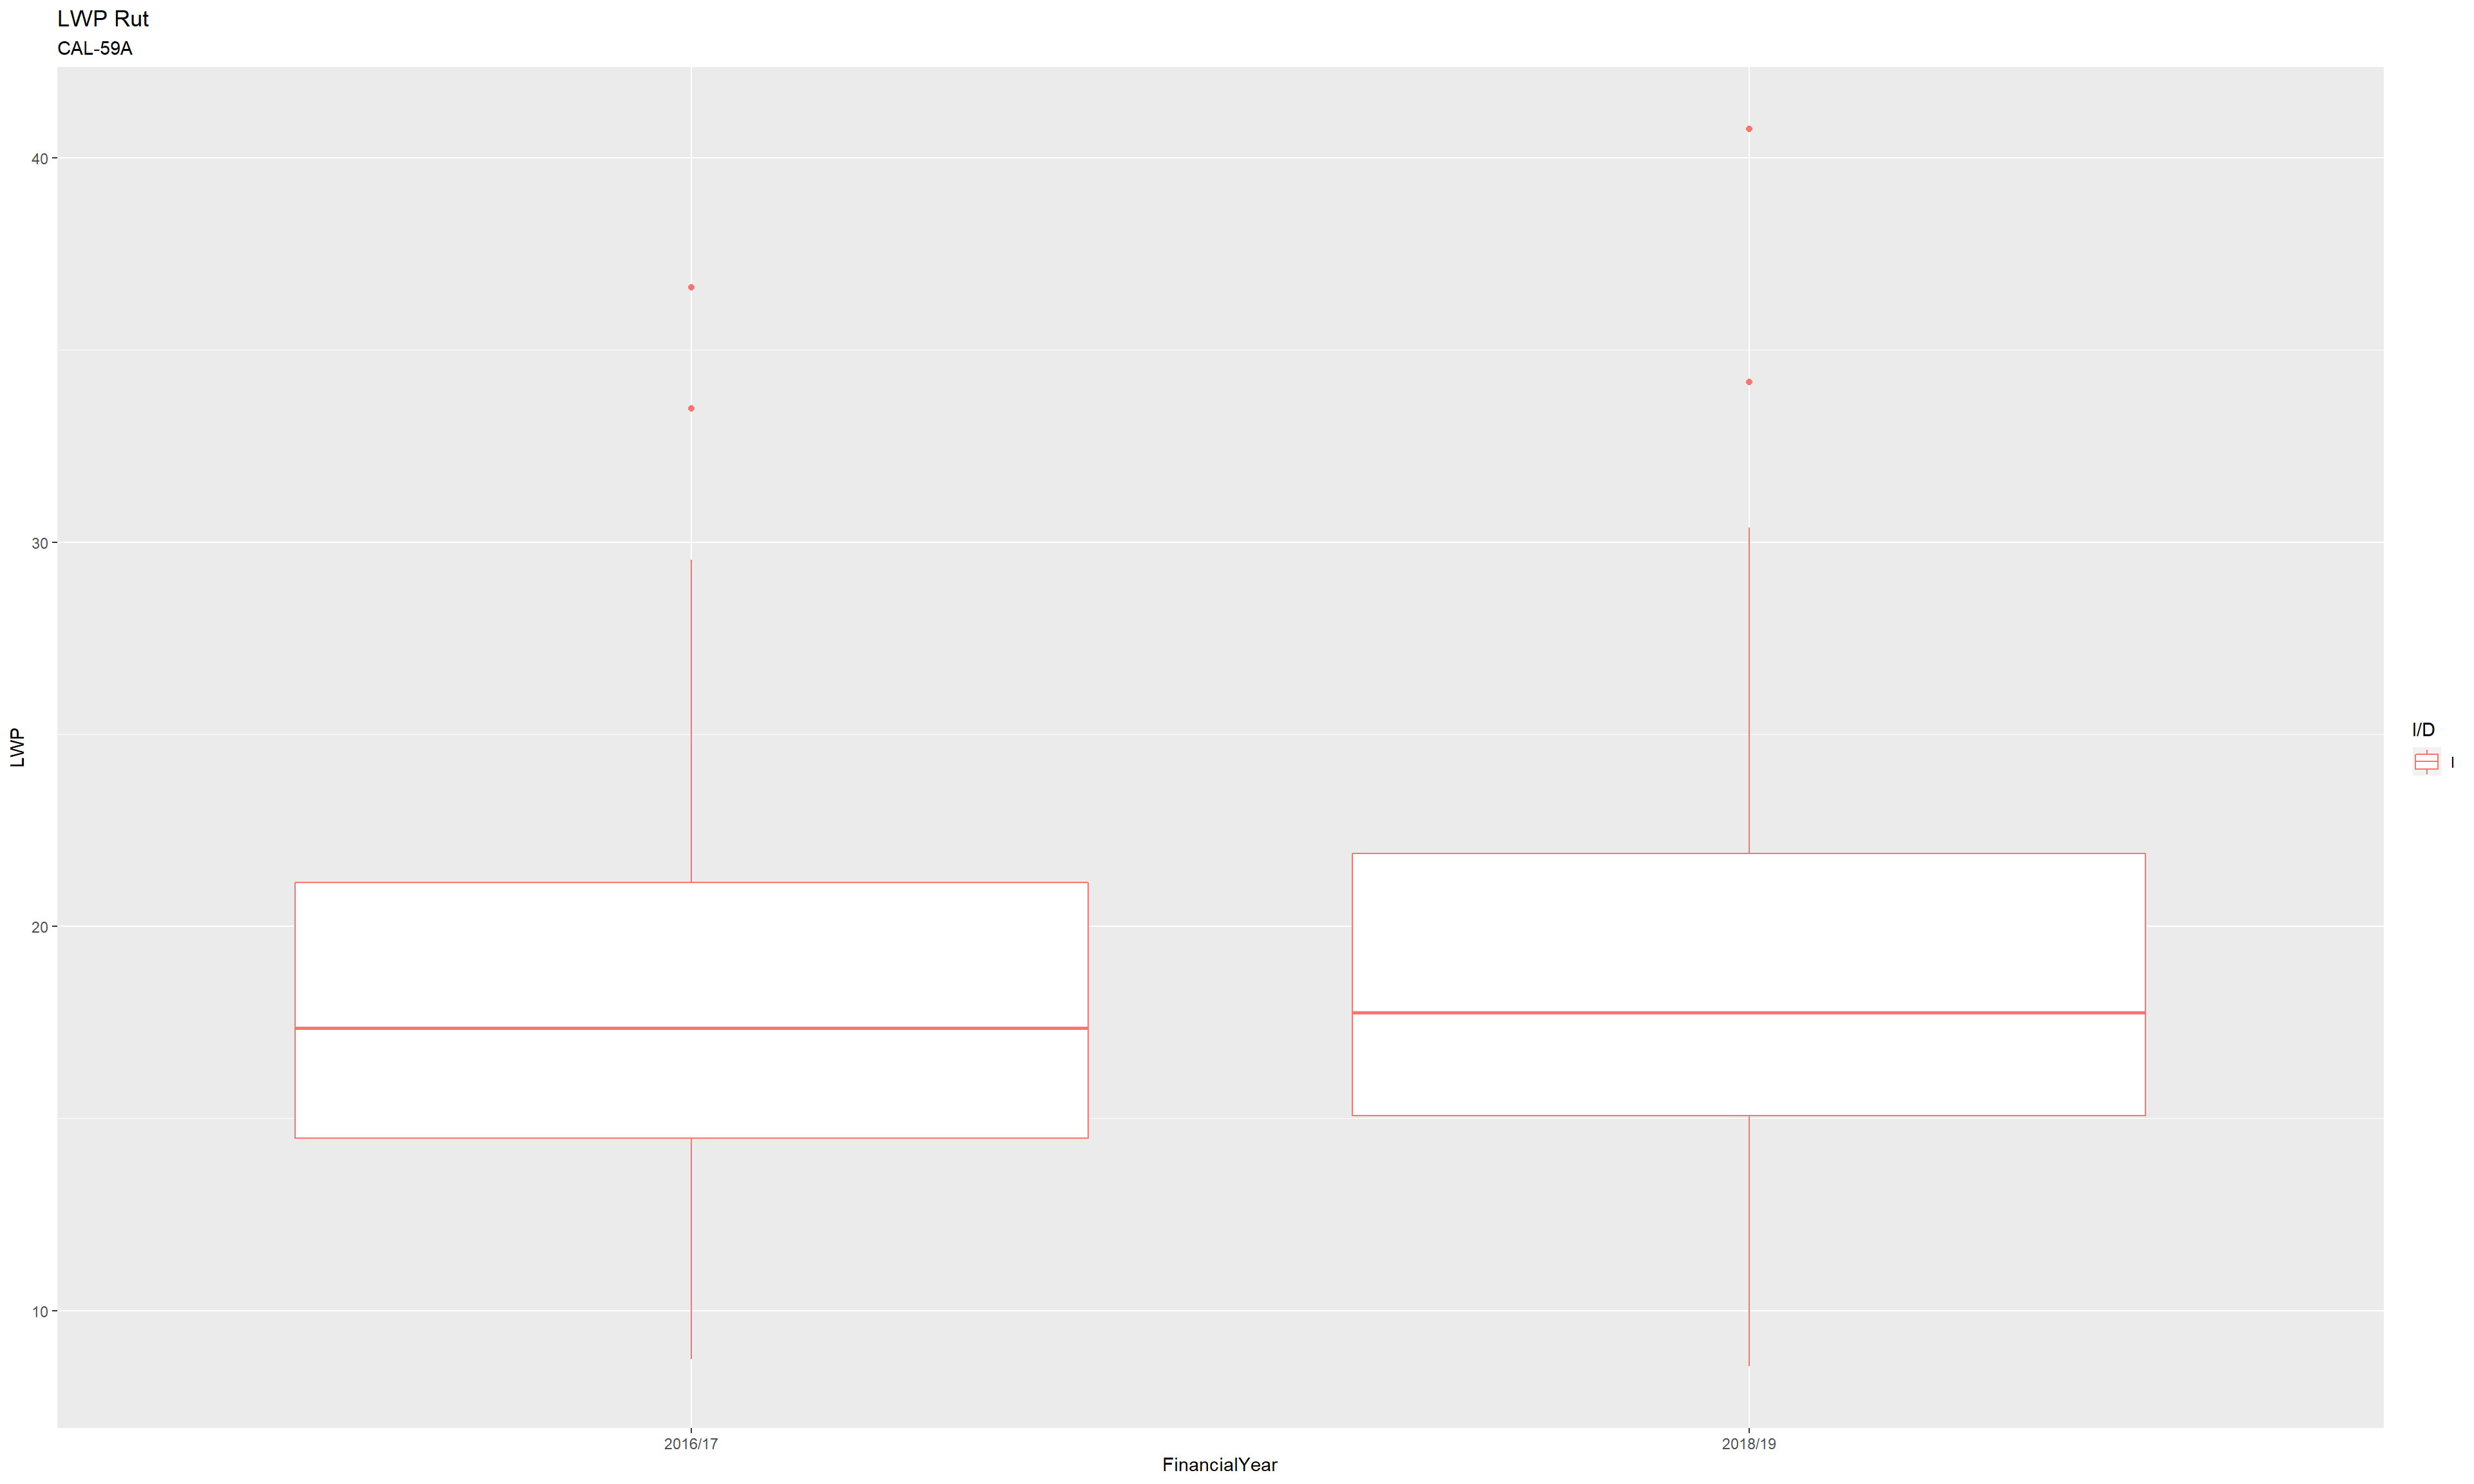 LWP Rut
CAL-59A
40
30
20
10
LWP
2016/17
2018/19
FinancialYear
I/D
I